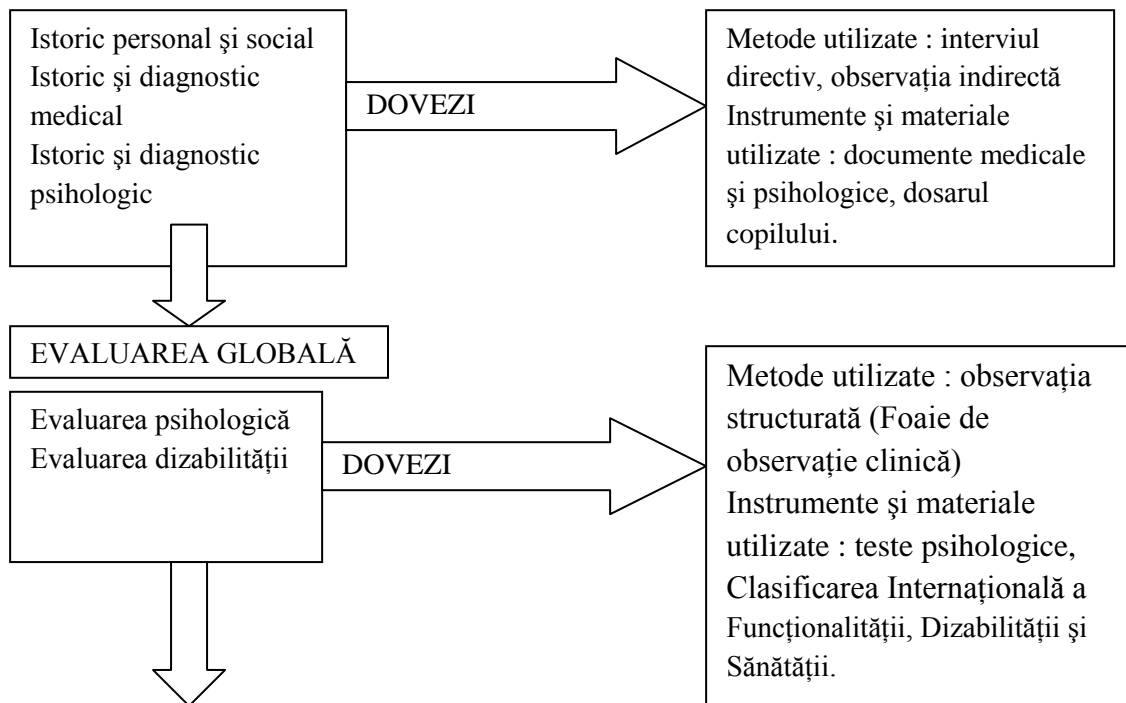 Istoric personal şi social
Istoric şi diagnostic
medical
Istoric şi diagnostic
psihologic
DOVEZI
Metode utilizate : interviul
directiv, observația indirectă
Instrumente şi materiale
utilizate : documente medicale
şi psihologice, dosarul
copilului.
EVALUAREA GLOBALĂ
Evaluarea psihologică
Evaluarea dizabilității
DOVEZI
Metode utilizate : observația
structurată (Foaie de
observație clinică)
Instrumente şi materiale
utilizate : teste psihologice,
Clasificarea Internațională a
Funcționalității, Dizabilității şi
Sănătății.